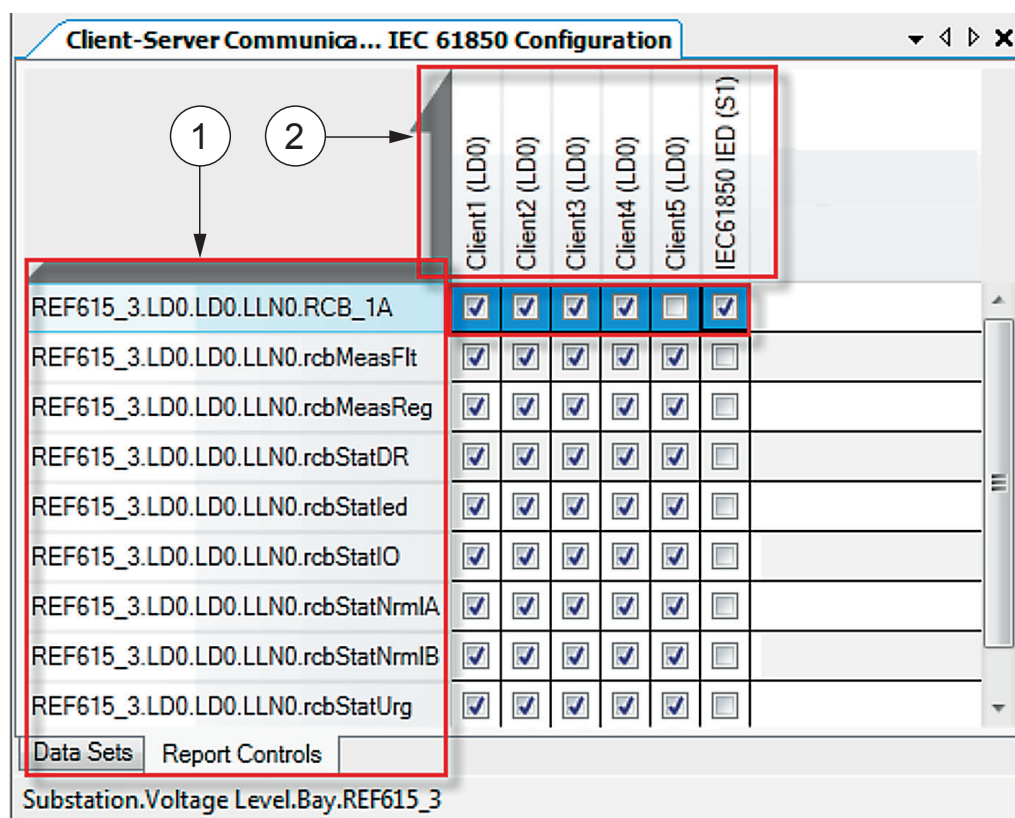 Client-Server Communica... IEC 61850 Configuration
1
2
Client1 (LD0)
Client2 (LD0)
Client3 (LD0)
Client4 (LD0)
Client5 (LD0)
IEC61850 IED (S1)
REF615_3.LD0.LD0.LLN0.RCB_1A
REF615_3.LD0.LD0.LLN0.rcbMeasFlt
REF615_3.LD0.LD0.LLN0.rcbMeasReg
REF615_3.LD0.LD0.LLN0.rcbStatDR
REF615_3.LD0.LD0.LLN0.rcbStatled
REF615_3.LD0.LD0.LLN0.rcbStatIO
REF615_3.LD0.LD0.LLN0.rcbStatNrmlA
REF615_3.LD0.LD0.LLN0.rcbStatNrmlB
REF615_3.LD0.LD0.LLN0.rcbStatUrg
Data Sets
Report Controls
Substation.Voltage Level.Bay.REF615_3